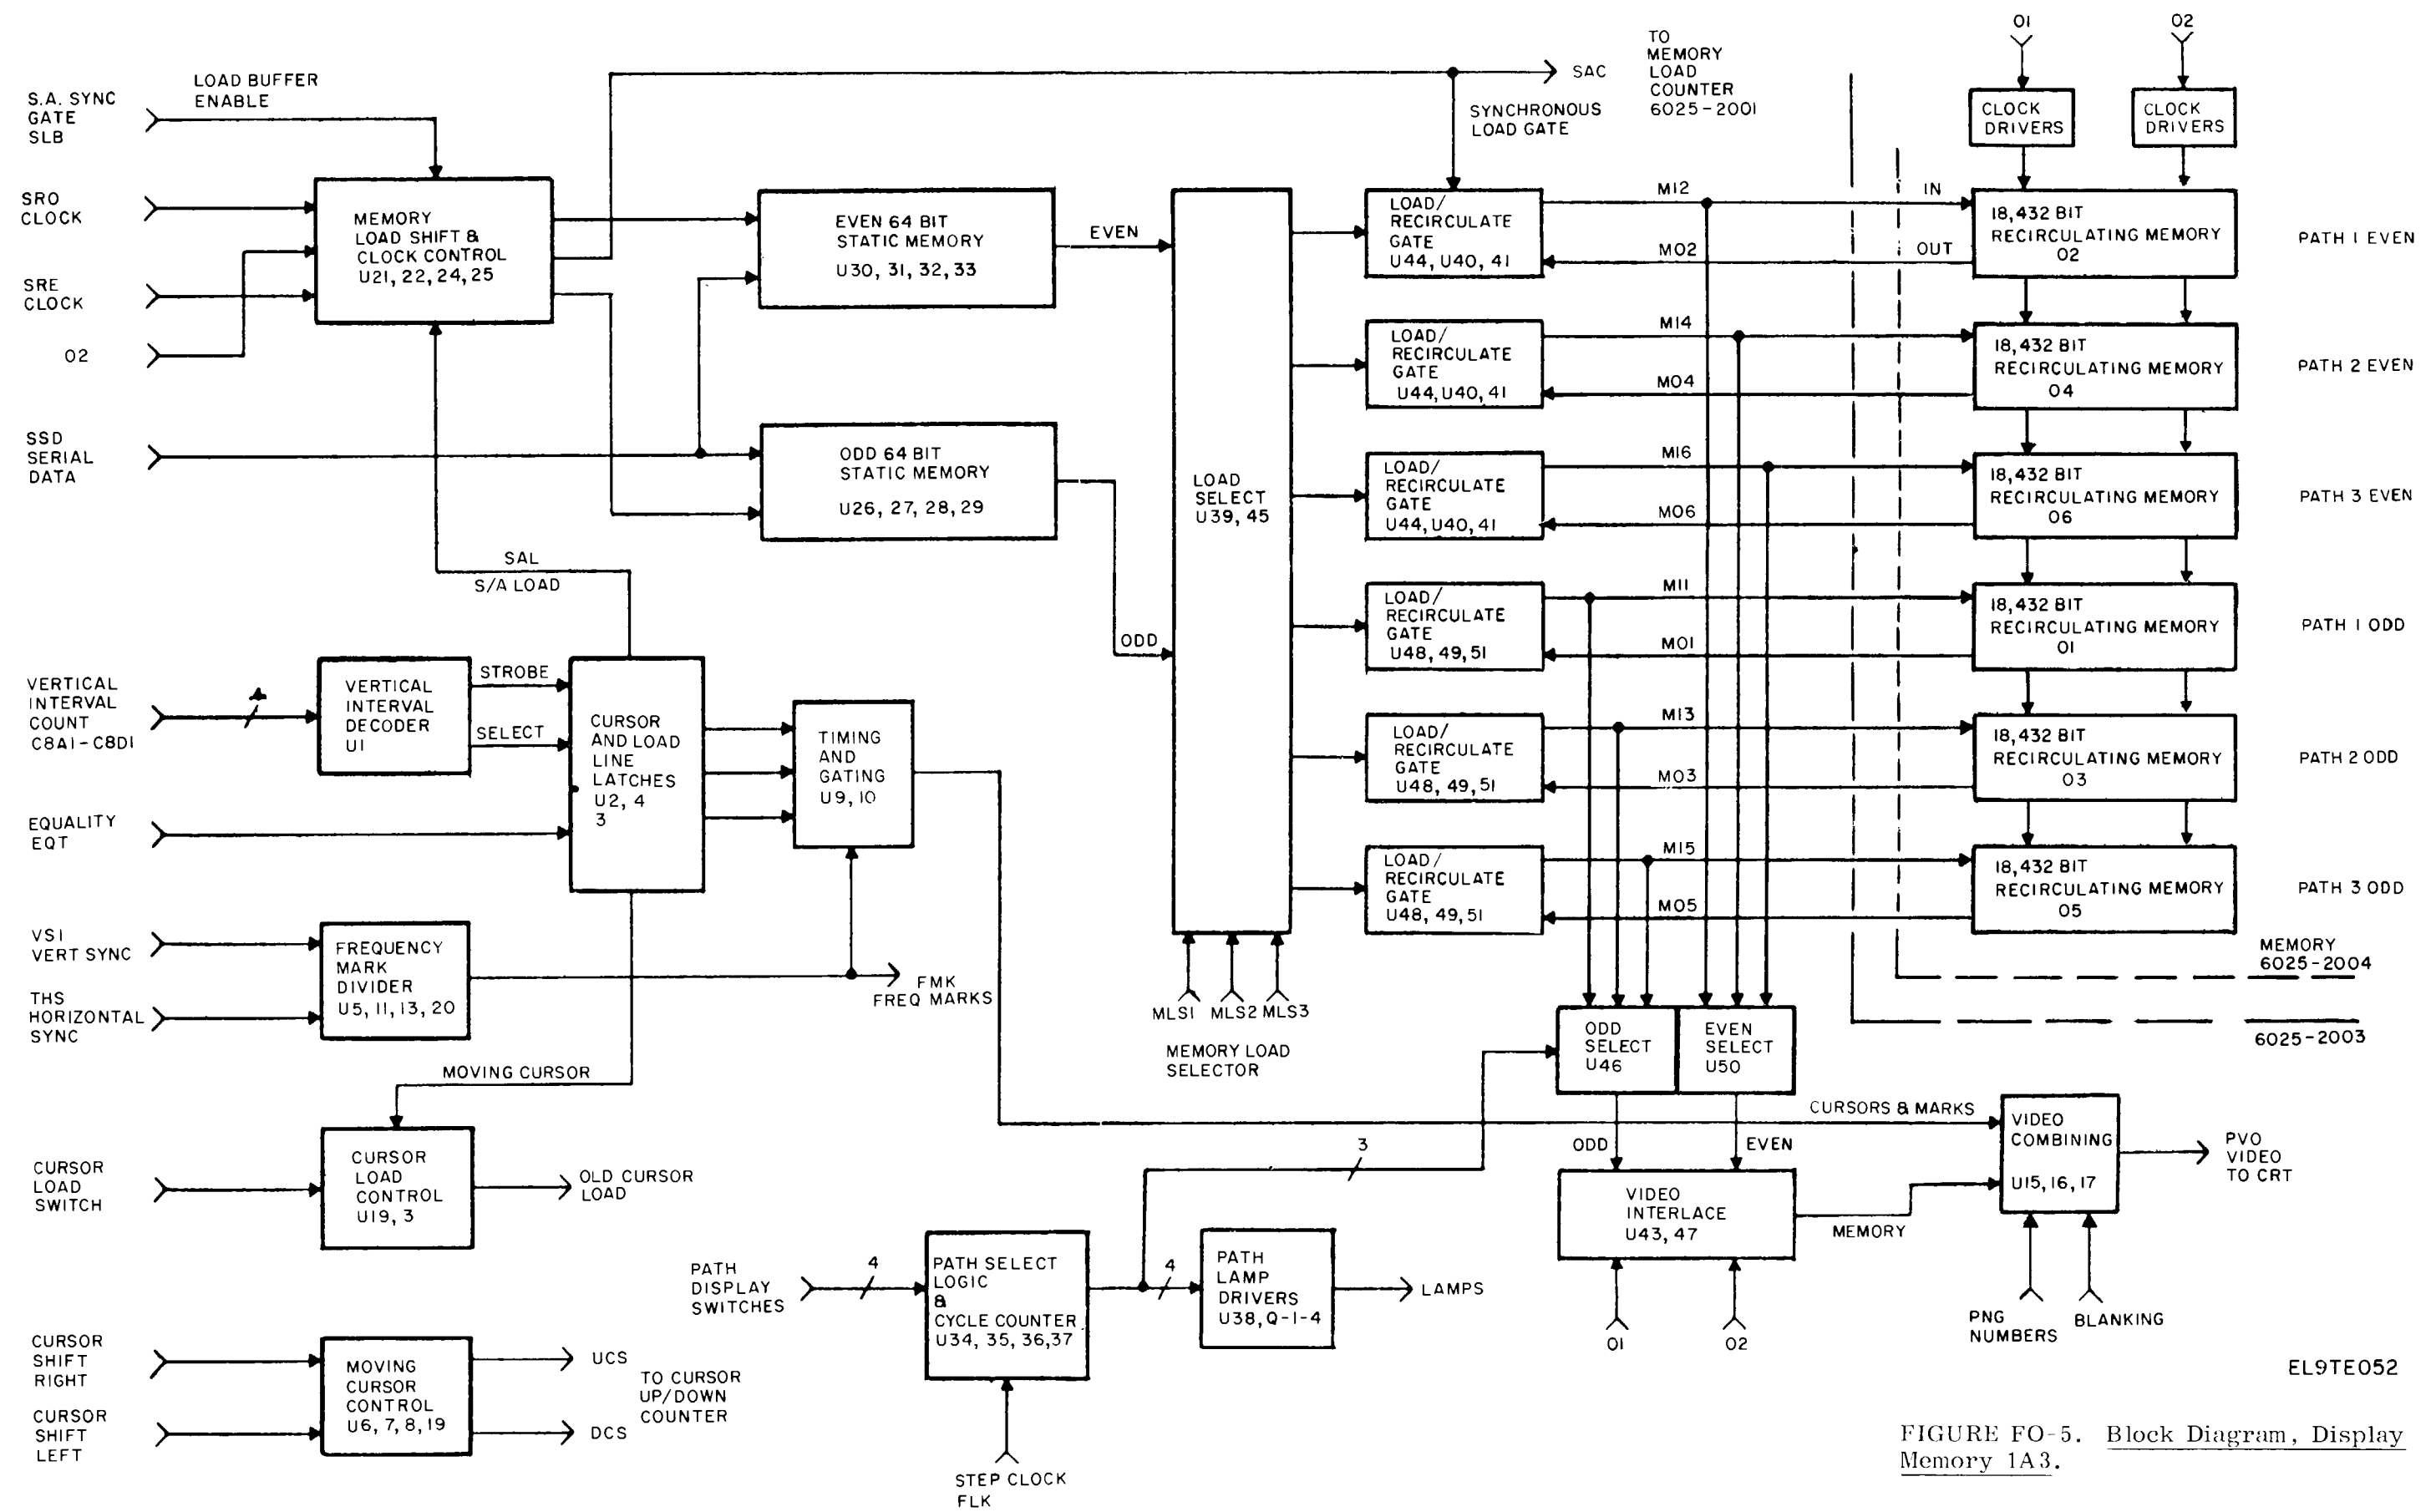 S.A. SYNC
GATE
SLB
LOAD BUFFER
ENABLE
SRO
CLOCK
SRE
CLOCK
02
SSD
SERIAL
DATA
MEMORY
LOAD SHIFT &
CLOCK CONTROL
U21, 22, 24, 25
EVEN 64 BIT
STATIC MEMORY
U30, 31, 32, 33
ODD 64 BIT
STATIC MEMORY
U26, 27, 28, 29
EVEN
ODD
SAL
S/A LOAD
LOAD
SELECT
U39, 45
SAC
TO
MEMORY
LOAD
COUNTER
6025-2001
SYNCHRONOUS
LOAD GATE
LOAD/
RECIRCULATE
GATE
U44, U40, 41
LOAD/
RECIRCULATE
GATE
U44, U40, 41
LOAD/
RECIRCULATE
GATE
U44, U40, 41
LOAD/
RECIRCULATE
GATE
U48, 49, 51
LOAD/
RECIRCULATE
GATE
U48, 49, 51
LOAD/
RECIRCULATE
GATE
U48, 49, 51
MI2
IN
MO2
OUT
MI4
MO4
MI6
MO6
MI1
MO1
MI3
MO3
MI5
MO5
01
02
CLOCK
DRIVERS
CLOCK
DRIVERS
18,432 BIT
RECIRCULATING MEMORY
02
PATH 1 EVEN
18,432 BIT
RECIRCULATING MEMORY
04
PATH 2 EVEN
18,432 BIT
RECIRCULATING MEMORY
06
PATH 3 EVEN
18,432 BIT
RECIRCULATING MEMORY
01
PATH 1 ODD
18,432 BIT
RECIRCULATING MEMORY
03
PATH 2 ODD
18,432 BIT
RECIRCULATING MEMORY
05
PATH 3 ODD
MEMORY
6025-2004
6025-2003
VERTICAL
INTERVAL
COUNT
C8A1-C8D1
4
VERTICAL
INTERVAL
DECODER
U1
STROBE
SELECT
CURSOR
AND LOAD
LINE
LATCHES
U2, 4
3
TIMING
AND
GATING
U9, 10
EQUALITY
EQT
VSI
VERT SYNC
THS
HORIZONTAL
SYNC
FREQUENCY
MARK
DIVIDER
U5, 11, 13, 20
FMK
FREQ MARKS
MOVING CURSOR
CURSOR
LOAD
SWITCH
CURSOR
LOAD
CONTROL
U19, 3
OLD CURSOR
LOAD
CURSOR
SHIFT
RIGHT
CURSOR
SHIFT
LEFT
MOVING
CURSOR
CONTROL
U6, 7, 8, 19
UCS
DCS
TO CURSOR
UP/DOWN
COUNTER
MLS1 MLS2 MLS3
MEMORY LOAD
SELECTOR
PATH
DISPLAY
SWITCHES
4
PATH SELECT
LOGIC
&
CYCLE COUNTER
U34, 35, 36, 37
STEP CLOCK
FLK
3
4
PATH
LAMP
DRIVERS
U38, Q-1-4
LAMPS
ODD
SELECT
U46
EVEN
SELECT
U50
ODD
EVEN
VIDEO
INTERLACE
U43, 47
01
02
CURSORS & MARKS
MEMORY
VIDEO
COMBINING
U15, 16, 17
PVO
VIDEO
TO CRT
PNG
NUMBERS
BLANKING
EL9TE052
FIGURE FO-5. Block Diagram, Display
Memory 1A3.